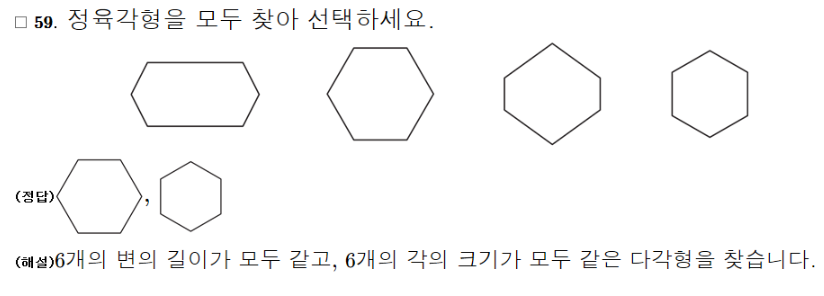 □ 59. 정육각형을 모두 찾아 선택하세요.
(정답) ,
(해설)6개의 변의 길이가 모두 같고, 6개의 각의 크기가 모두 같은 다각형을 찾습니다.